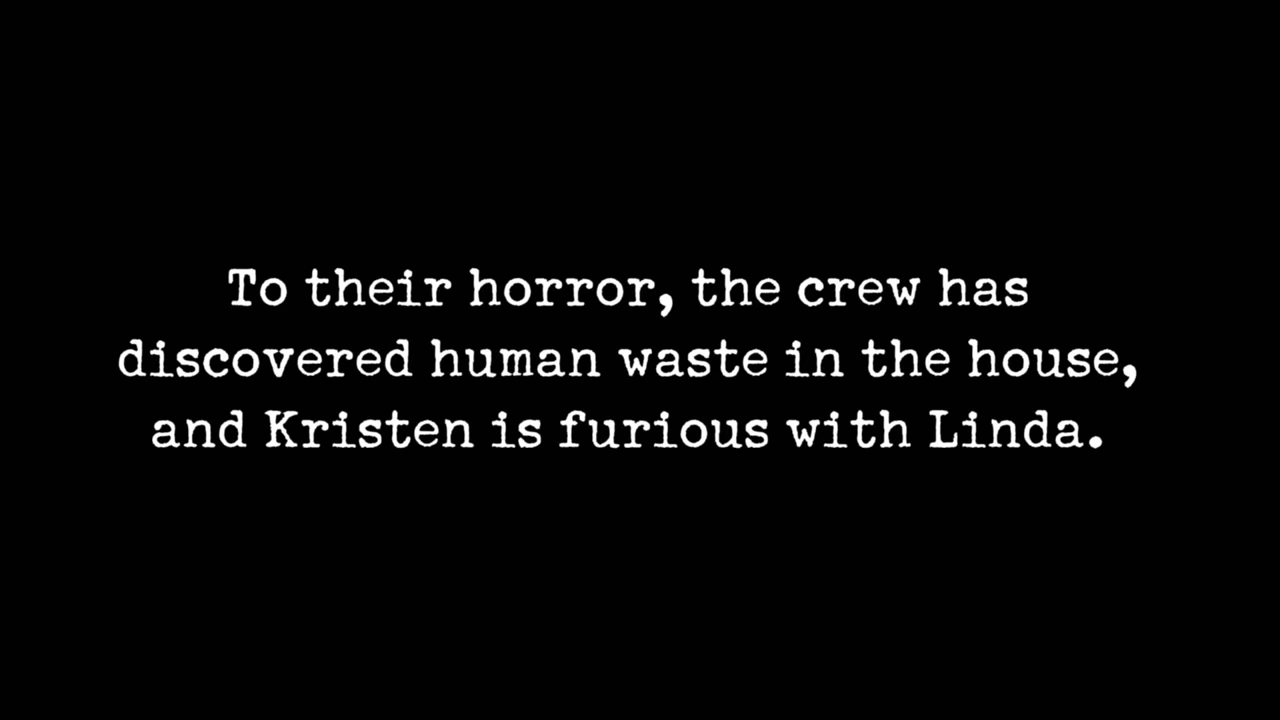 To their horror, the crew has
discovered human waste in the house,
and Kristen is furious with Linda.